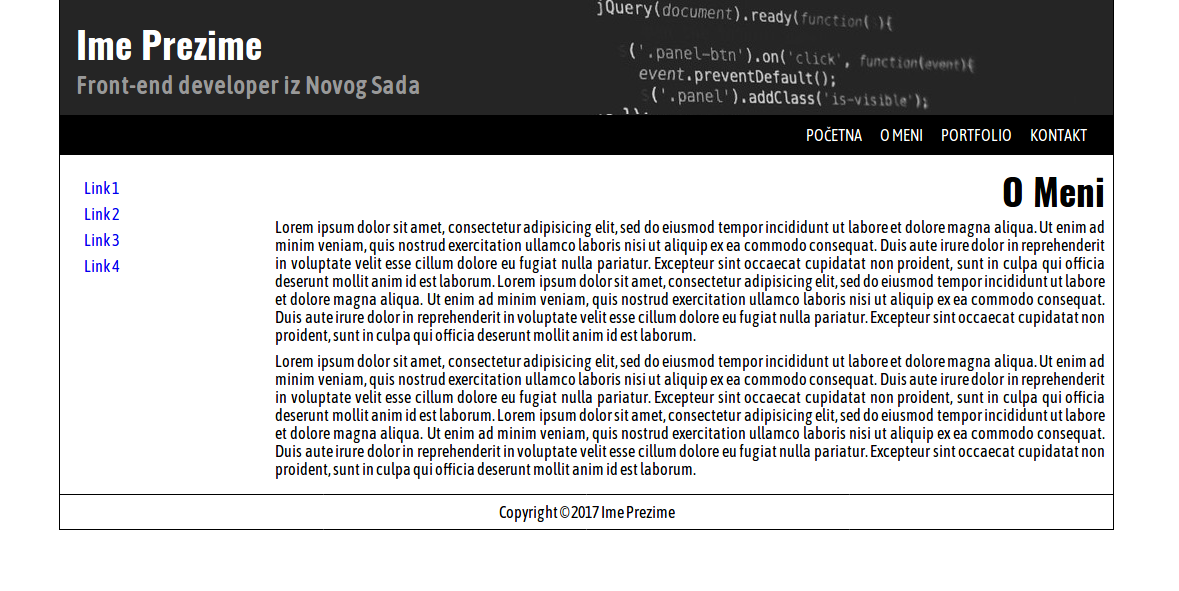 Ime Prezime
Front-end developer iz Novog Sada
jQuery(document).ready(function( ){
('.panel-btn').on('click', function(event){
event.preventDefault();
('.panel').addClass('is-visible');
POČETNA O MENI PORTFOLIO KONTAKT
Link1
Link2
Link3
Link4
O Meni
Lorem ipsum dolor sit amet, consectetur adipisicing elit, sed do eiusmod tempor incididunt ut labore et dolore magna aliqua. Ut enim ad
minim veniam, quis nostrud exercitation ullamco laboris nisi ut aliquip ex ea commodo consequat. Duis aute irure dolor in reprehenderit
in voluptate velit esse cillum dolore eu fugiat nulla pariatur. Excepteur sint occaecat cupidatat non proident, sunt in culpa qui officia
deserunt mollit anim id est laborum. Lorem ipsum dolor sit amet, consectetur adipisicing elit, sed do eiusmod tempor incididunt ut labore
et dolore magna aliqua. Ut enim ad minim veniam, quis nostrud exercitation ullamco laboris nisi ut aliquip ex ea commodo consequat.
Duis aute irure dolor in reprehenderit in voluptate velit esse cillum dolore eu fugiat nulla pariatur. Excepteur sint occaecat cupidatat non
proident, sunt in culpa qui officia deserunt mollit anim id est laborum.
Lorem ipsum dolor sit amet, consectetur adipisicing elit, sed do eiusmod tempor incididunt ut labore et dolore magna aliqua. Ut enim ad
minim veniam, quis nostrud exercitation ullamco laboris nisi ut aliquip ex ea commodo consequat. Duis aute irure dolor in reprehenderit
in voluptate velit esse cillum dolore eu fugiat nulla pariatur. Excepteur sint occaecat cupidatat non proident, sunt in culpa qui officia
deserunt mollit anim id est laborum. Lorem ipsum dolor sit amet, consectetur adipisicing elit, sed do eiusmod tempor incididunt ut labore
et dolore magna aliqua. Ut enim ad minim veniam, quis nostrud exercitation ullamco laboris nisi ut aliquip ex ea commodo consequat.
Duis aute irure dolor in reprehenderit in voluptate velit esse cillum dolore eu fugiat nulla pariatur. Excepteur sint occaecat cupidatat non
proident, sunt in culpa qui officia deserunt mollit anim id est laborum.
Copyright © 2017 Ime Prezime